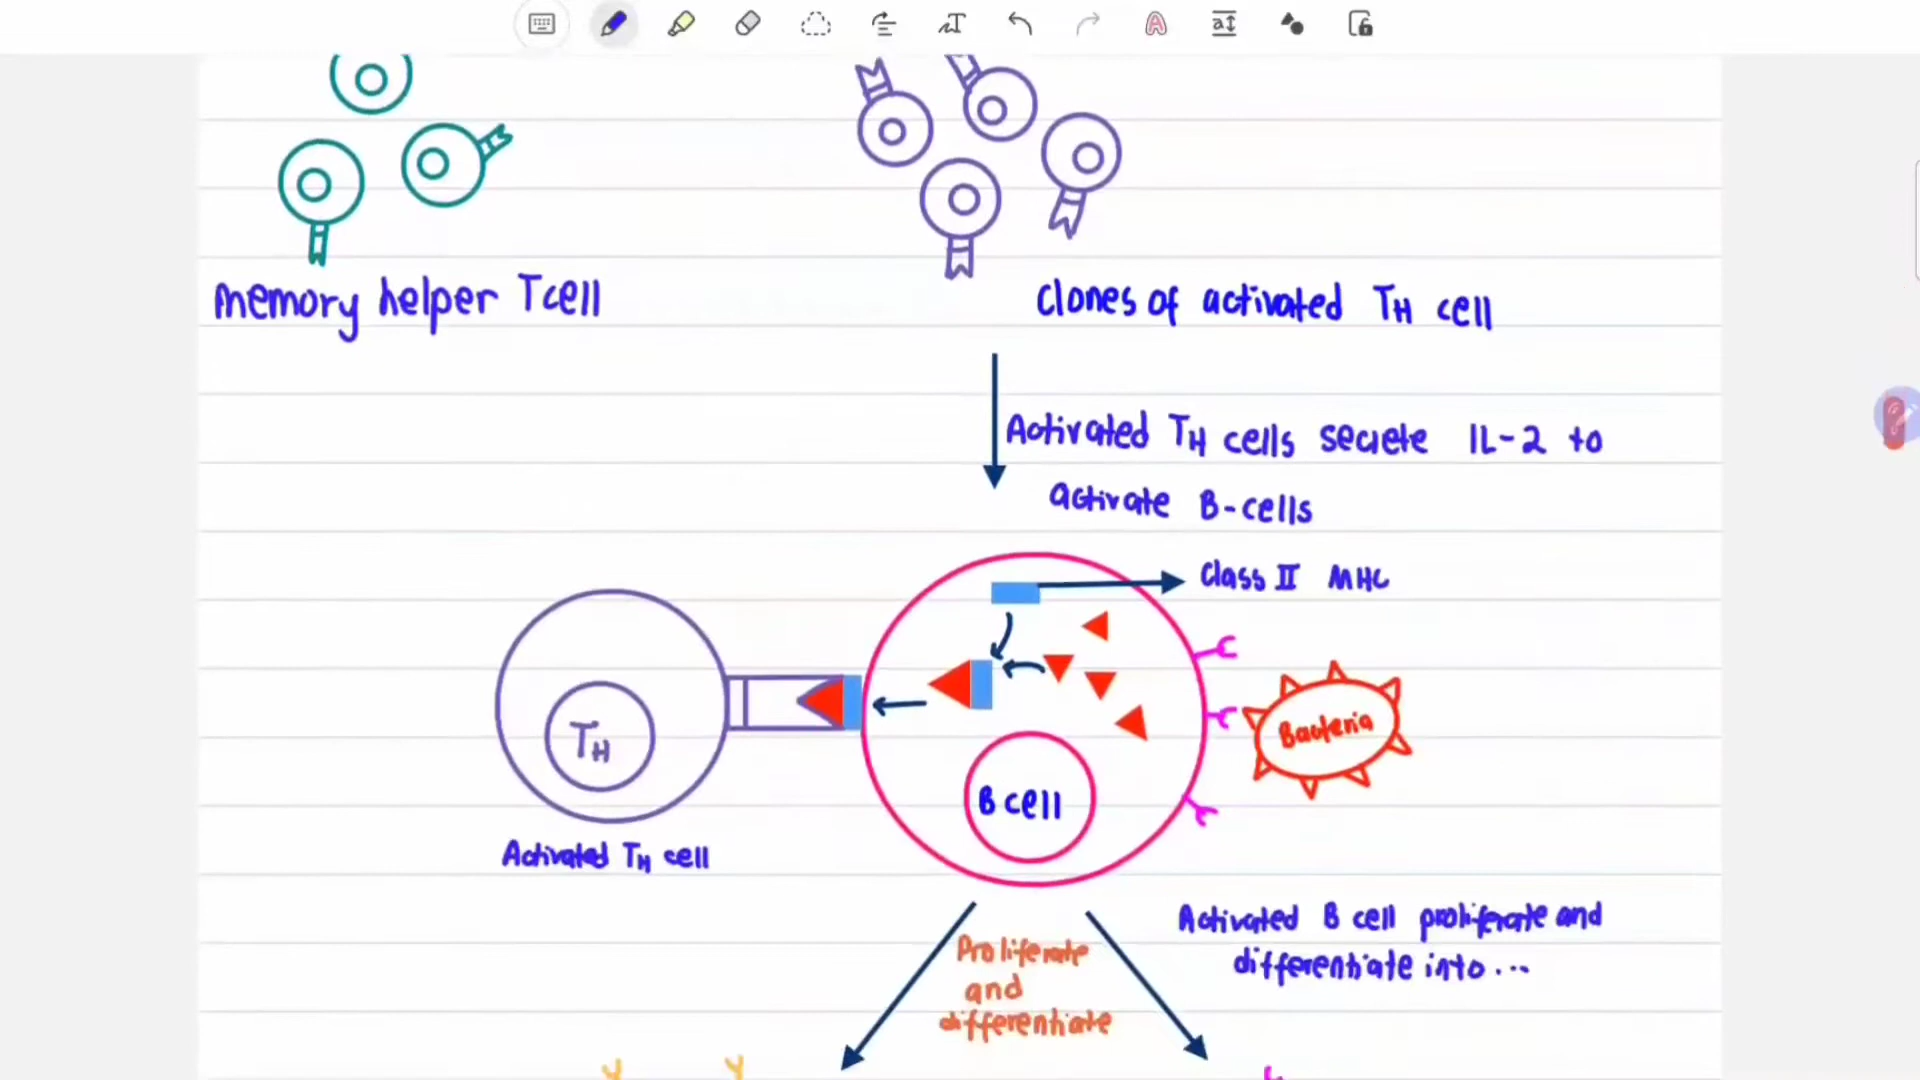 memory helper T cell
Clones of activated TH cell
Activated TH cells secrete IL-2 to
activate B-cells
Class II MHC
Bacteria
TH
B cell
Activated TH cell
Activated B cell proliferate and
differentiate into...
Proliferate
and
differentiate